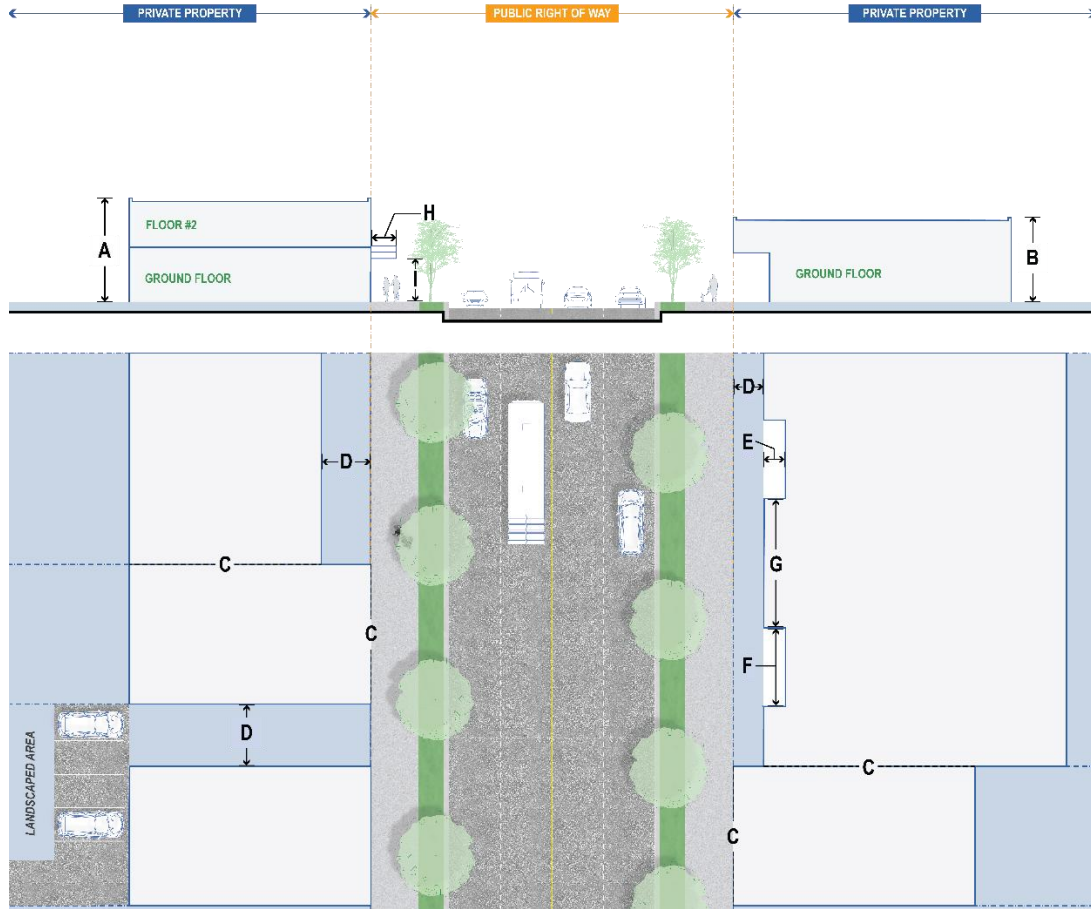 PRIVATE PROPERTY
PUBLIC RIGHT OF WAY
PRIVATE PROPERTY
H
FLOOR #2
A
I
B
GROUND FLOOR
GROUND FLOOR
D
E
D
G
C
C
F
D
C
LANDSCAPED AREA
C